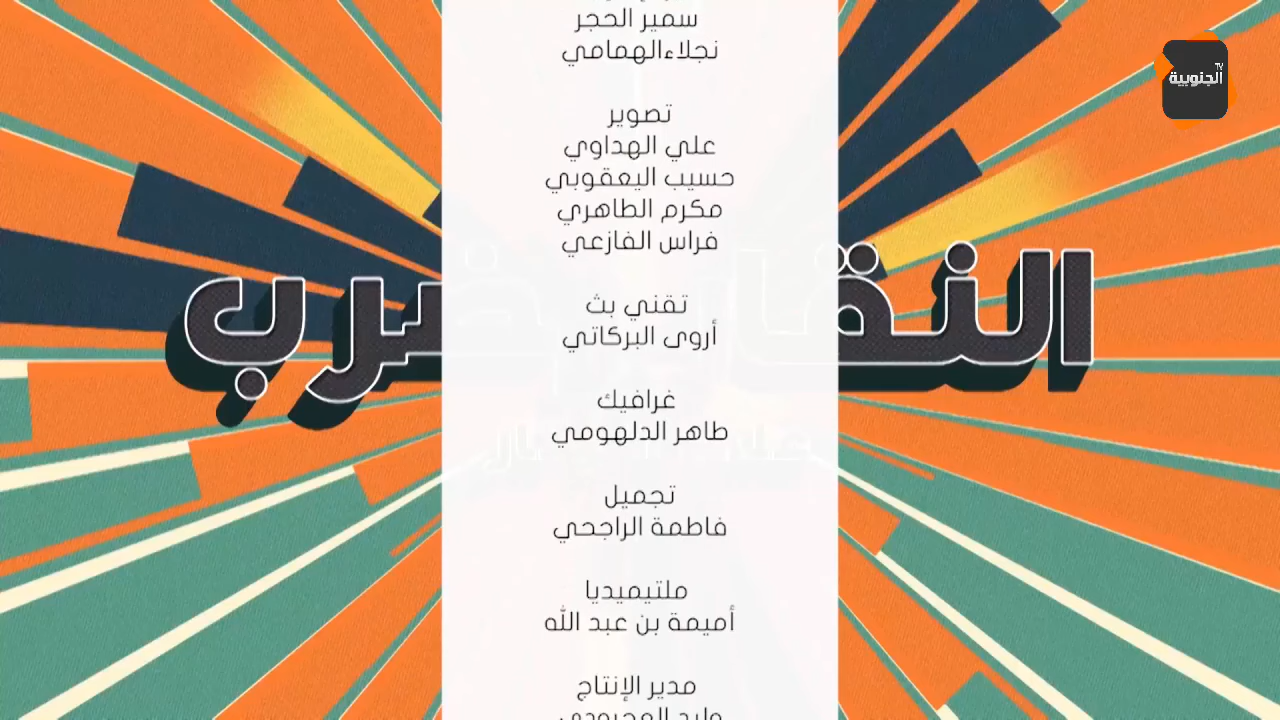 سمير الحجر
نجلاءالهمامي
تصوير
علي الهداوي
حسيب اليعقوبي
مكرم الطاهري
فراس الفازعي
تقني بث
أروى البركاتي
غرافيك
طاهر الدلهومي
تجميل
فاطمة الراجحي
ملتيميديا
أميمة بن عبد الله
مدير الإنتاج
الجنوبية
TV